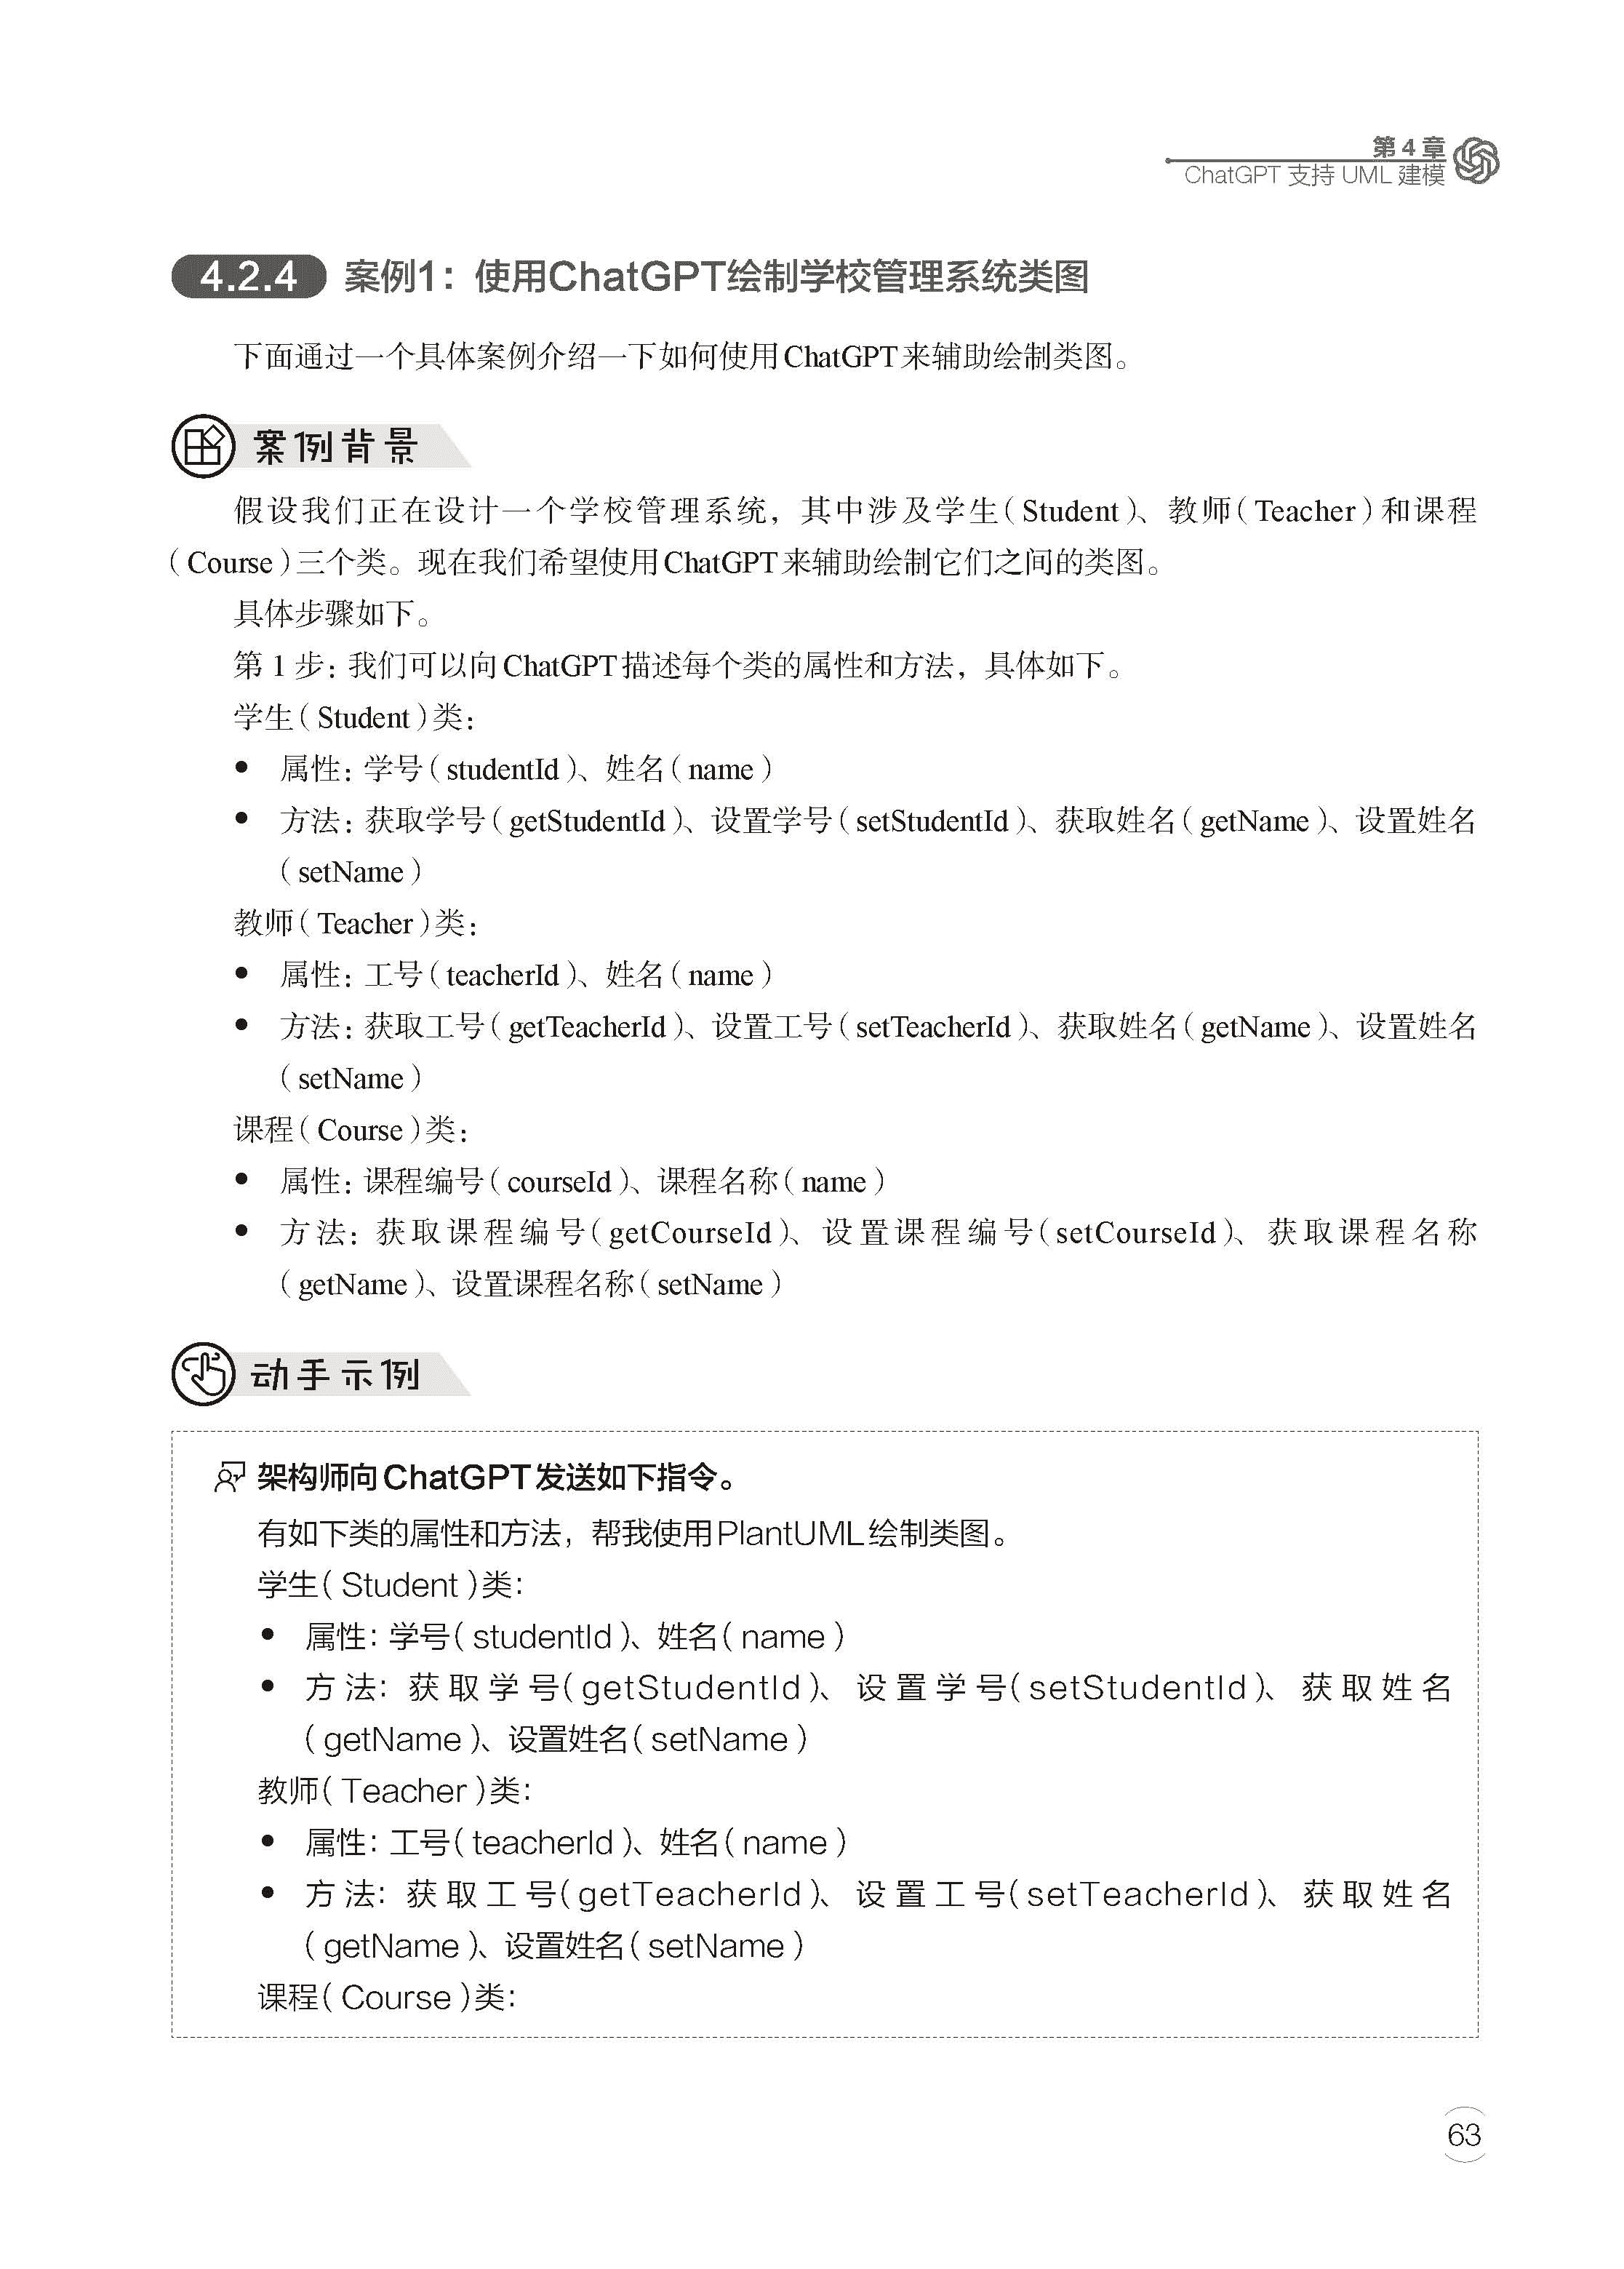 第4章
ChatGPT 支持 UML 建模
4.2.4 案例1：使用ChatGPT绘制学校管理系统类图
下面通过一个具体案例介绍一下如何使用ChatGPT来辅助绘制类图。
案例背景
假设我们正在设计一个学校管理系统，其中涉及学生（Student）、教师（Teacher）和课程
（Course）三个类。现在我们希望使用ChatGPT来辅助绘制它们之间的类图。
具体步骤如下。
第 1 步：我们可以向ChatGPT描述每个类的属性和方法，具体如下。
学生（Student）类：
● 属性：学号（studentId）、姓名（name）
● 方法：获取学号（getStudentId）、设置学号（setStudentId）、获取姓名（getName）、设置姓名
（setName）
教师（Teacher）类：
● 属性：工号（teacherId）、姓名（name）
● 方法：获取工号（getTeacherId）、设置工号（setTeacherId）、获取姓名（getName）、设置姓名
（setName）
课程（Course）类：
● 属性：课程编号（courseId）、课程名称（name）
● 方法：获取课程编号（getCourseId）、设置课程编号（setCourseId）、获取课程名称
（getName）、设置课程名称（setName）
动手示例
架构师向ChatGPT发送如下指令。
有如下类的属性和方法，帮我使用PlantUML绘制类图。
学生（Student）类：
● 属性：学号（studentId）、姓名（name）
● 方法：获取学号（getStudentId）、设置学号（setStudentId）、获取姓名
（getName）、设置姓名（setName）
教师（Teacher）类：
● 属性：工号（teacherId）、姓名（name）
● 方法：获取工号（getTeacherId）、设置工号（setTeacherId）、获取姓名
（getName）、设置姓名（setName）
课程（Course）类：
63